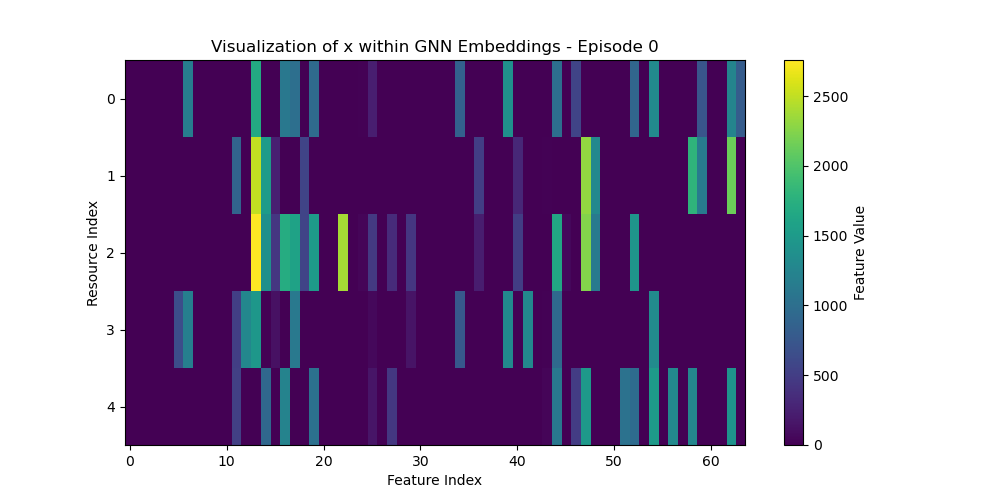 Visualization of x within GNN Embeddings - Episode 0
Resource Index
0
1
2
3
4
0 10 20 30 40 50 60
Feature Index
2500
2000
1500
1000
500
0
Feature Value